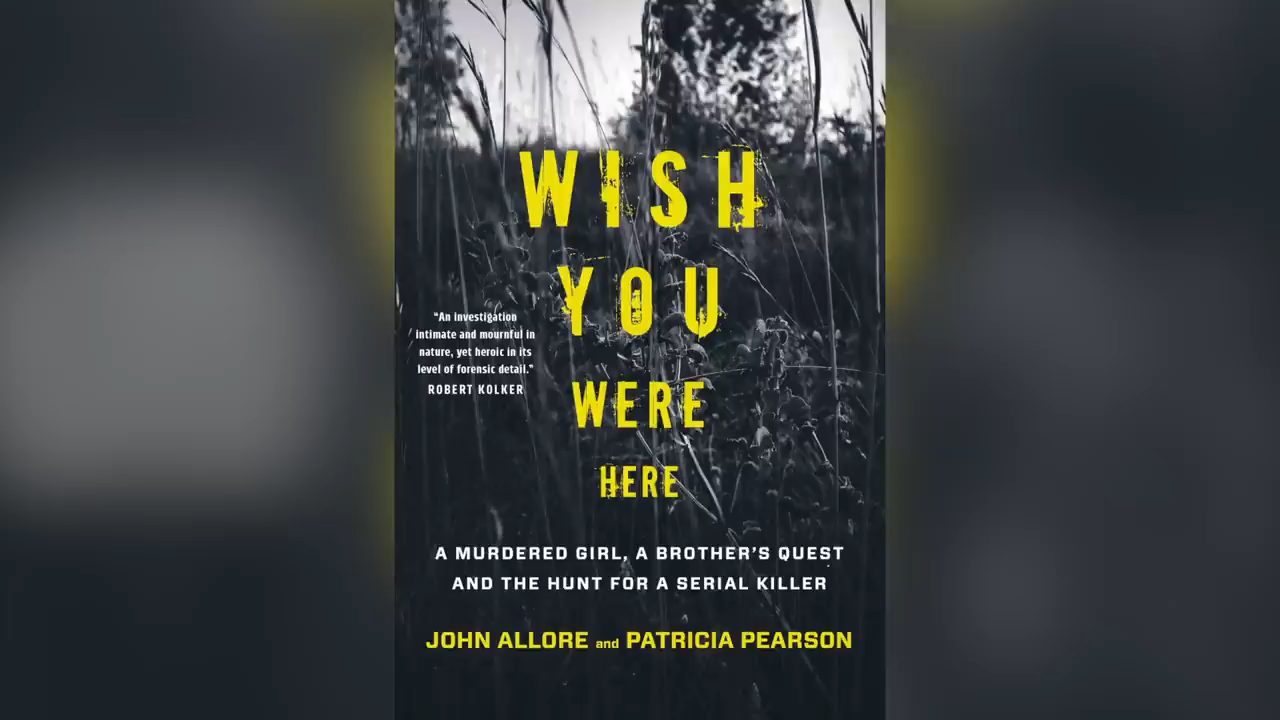 WISH
YOU
WERE
HERE
“An investigation
intimate and mournful in
nature, yet heroic in its
level of forensic detail.”
ROBERT KOLKER
A MURDERED GIRL, A BROTHER’S QUEST
AND THE HUNT FOR A SERIAL KILLER
JOHN ALLORE and PATRICIA PEARSON